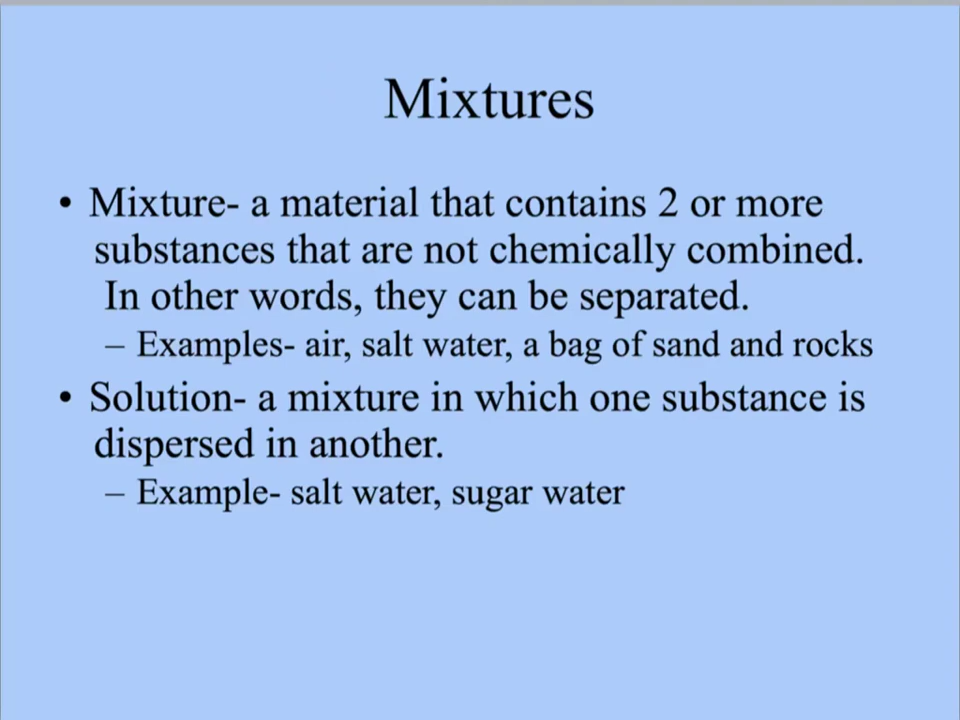 Mixtures
• Mixture- a material that contains 2 or more
substances that are not chemically combined.
In other words, they can be separated.
– Examples- air, salt water, a bag of sand and rocks
• Solution- a mixture in which one substance is
dispersed in another.
– Example- salt water, sugar water